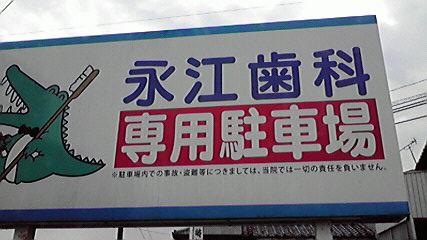 永江歯科
専用駐車場
※駐車場内での事故・盗難等につきましては、当院では一切の責任を負いません。